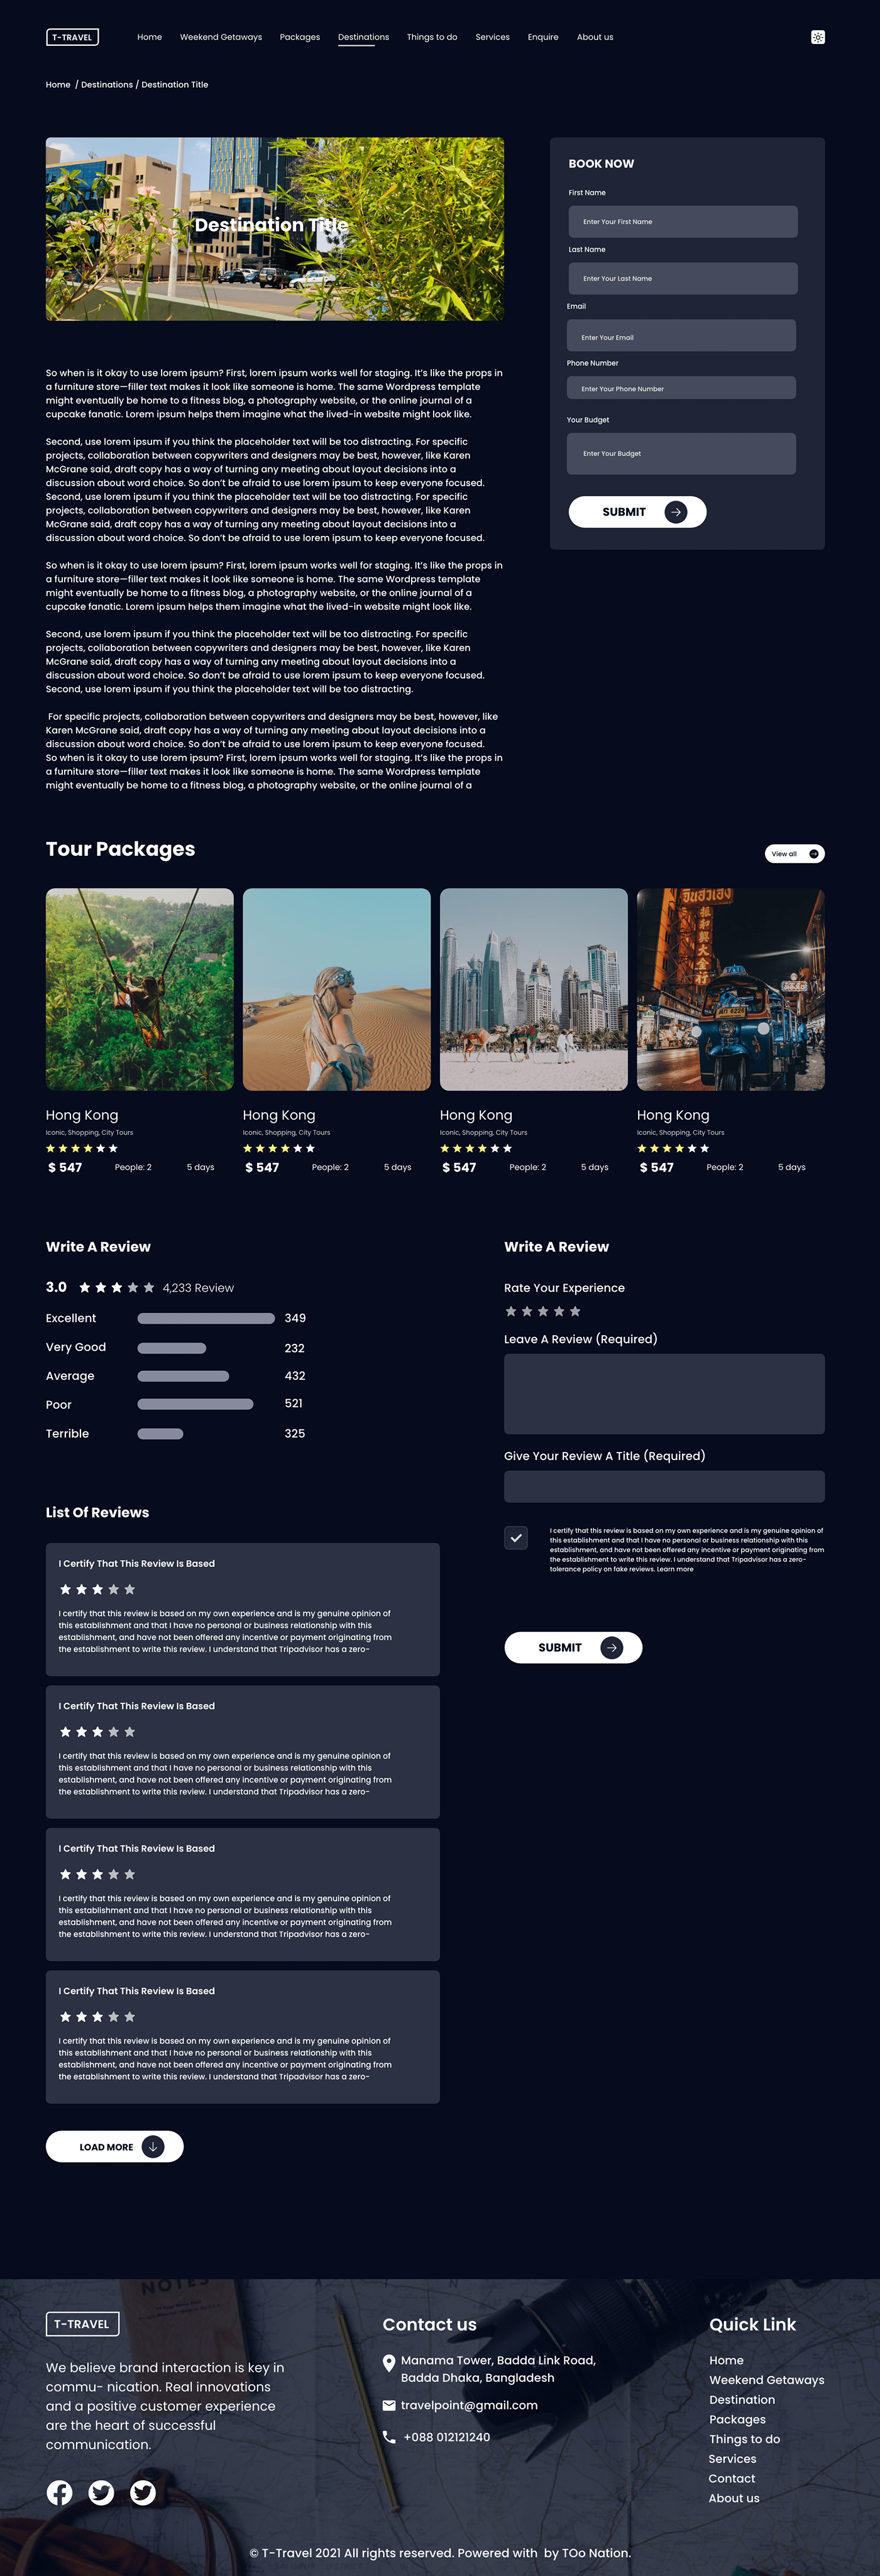 T-TRAVEL
Home
Weekend Getaways
Packages
Destinations
Things to do
Services
Enquire
About us
Home / Destinations / Destination Title
Destination Title
So when is it okay to use lorem ipsum? First, lorem ipsum works well for staging. It's like the props in
a furniture store—filler text makes it look like someone is home. The same Wordpress template
might eventually be home to a fitness blog, a photography website, or the online journal of a
cupcake fanatic. Lorem ipsum helps them imagine what the lived-in website might look like.
Second, use lorem ipsum if you think the placeholder text will be too distracting. For specific
projects, collaboration between copywriters and designers may be best, however, like Karen
McGrane said, draft copy has a way of turning any meeting about layout decisions into a
discussion about word choice. So don't be afraid to use lorem ipsum to keep everyone focused.
Second, use lorem ipsum if you think the placeholder text will be too distracting. For specific
projects, collaboration between copywriters and designers may be best, however, like Karen
McGrane said, draft copy has a way of turning any meeting about layout decisions into a
discussion about word choice. So don't be afraid to use lorem ipsum to keep everyone focused.
So when is it okay to use lorem ipsum? First, lorem ipsum works well for staging. It's like the props in
a furniture store—filler text makes it look like someone is home. The same Wordpress template
might eventually be home to a fitness blog, a photography website, or the online journal of a
cupcake fanatic. Lorem ipsum helps them imagine what the lived-in website might look like.
Second, use lorem ipsum if you think the placeholder text will be too distracting. For specific
projects, collaboration between copywriters and designers may be best, however, like Karen
McGrane said, draft copy has a way of turning any meeting about layout decisions into a
discussion about word choice. So don't be afraid to use lorem ipsum to keep everyone focused.
Second, use lorem ipsum if you think the placeholder text will be too distracting.
For specific projects, collaboration between copywriters and designers may be best, however, like
Karen McGrane said, draft copy has a way of turning any meeting about layout decisions into a
discussion about word choice. So don't be afraid to use lorem ipsum to keep everyone focused.
So when is it okay to use lorem ipsum? First, lorem ipsum works well for staging. It's like the props in
a furniture store—filler text makes it look like someone is home. The same Wordpress template
might eventually be home to a fitness blog, a photography website, or the online journal of a
BOOK NOW
First Name
Enter Your First Name
Last Name
Enter Your Last Name
Email
Enter Your Email
Phone Number
Enter Your Phone Number
Your Budget
Enter Your Budget
SUBMIT
Tour Packages
View all
TAXI
Hong Kong
Iconic, Shopping, City Tours
$ 547
People: 2
5 days
Hong Kong
Iconic, Shopping, City Tours
$ 547
People: 2
5 days
Hong Kong
Iconic, Shopping, City Tours
$ 547
People: 2
5 days
Hong Kong
Iconic, Shopping, City Tours
$ 547
People: 2
5 days
Write A Review
3.0
4,233 Review
Excellent
349
Very Good
232
Average
432
Poor
521
Terrible
325
Write A Review
Rate Your Experience
Leave A Review (Required)
Give Your Review A Title (Required)
I certify that this review is based on my own experience and is my genuine opinion of
this establishment and that I have no personal or business relationship with this
establishment, and have not been offered any incentive or payment originating from
the establishment to write this review. I understand that Tripadvisor has a zero-
tolerance policy on fake reviews. Learn more
SUBMIT
List Of Reviews
I Certify That This Review Is Based
I certify that this review is based on my own experience and is my genuine opinion of
this establishment and that I have no personal or business relationship with this
establishment, and have not been offered any incentive or payment originating from
the establishment to write this review. I understand that Tripadvisor has a zero-
I Certify That This Review Is Based
I certify that this review is based on my own experience and is my genuine opinion of
this establishment and that I have no personal or business relationship with this
establishment, and have not been offered any incentive or payment originating from
the establishment to write this review. I understand that Tripadvisor has a zero-
I Certify That This Review Is Based
I certify that this review is based on my own experience and is my genuine opinion of
this establishment and that I have no personal or business relationship with this
establishment, and have not been offered any incentive or payment originating from
the establishment to write this review. I understand that Tripadvisor has a zero-
I Certify That This Review Is Based
I certify that this review is based on my own experience and is my genuine opinion of
this establishment and that I have no personal or business relationship with this
establishment, and have not been offered any incentive or payment originating from
the establishment to write this review. I understand that Tripadvisor has a zero-
LOAD MORE
NOTES
T-TRAVEL
We believe brand interaction is key in
commu- nication. Real innovations
and a positive customer experience
are the heart of successful
communication.
Contact us
Manama Tower, Badda Link Road,
Badda Dhaka, Bangladesh
travelpoint@gmail.com
+088 012121240
Quick Link
Home
Weekend Getaways
Destination
Packages
Things to do
Services
Contact
About us
© T-Travel 2021 All rights reserved. Powered with by TOo Nation.